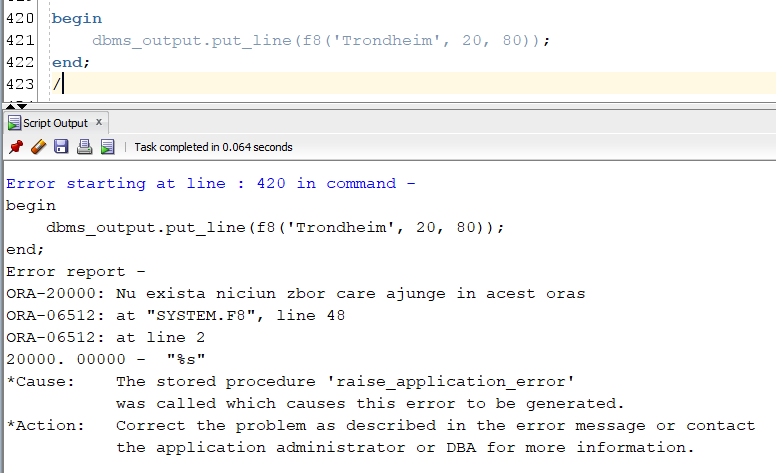 420 begin
421 dbms_output.put_line(f8('Trondheim', 20, 80));
422 end;
423 /
Script Output x
Task completed in 0.064 seconds
Error starting at line : 420 in command -
begin
dbms_output.put_line(f8('Trondheim', 20, 80));
end;
Error report -
ORA-20000: Nu exista niciun zbor care ajunge in acest oras
ORA-06512: at "SYSTEM.F8", line 48
ORA-06512: at line 2
20000. 00000 - "%s"
*Cause: The stored procedure 'raise_application_error'
was called which causes this error to be generated.
*Action: Correct the problem as described in the error message or contact
the application administrator or DBA for more information.